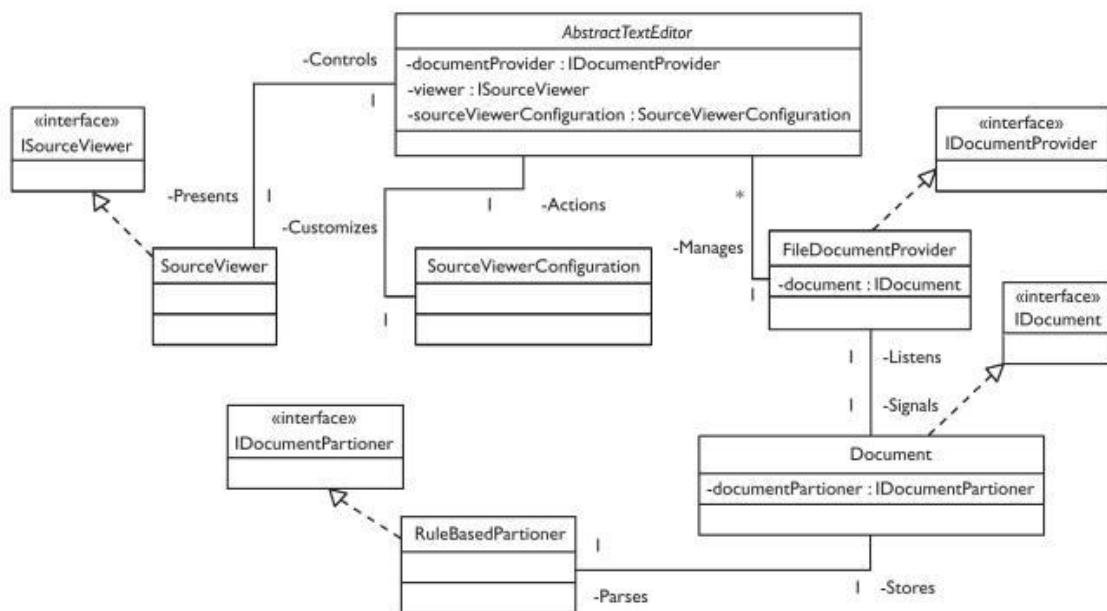 AbstractTextEditor
-documentProvider : IDocumentProvider
-viewer : ISourceViewer
-sourceViewerConfiguration : SourceViewerConfiguration
-Controls
1
«interface»
ISourceViewer
«interface»
IDocumentProvider
-Presents
1
1
-Actions
*
-Customizes
-Manages
SourceViewer
SourceViewerConfiguration
1
FileDocumentProvider
-document : IDocument
1
«interface»
IDocument
1
-Listens
1
-Signals
«interface»
IDocumentPartioner
Document
-documentPartioner : IDocumentPartioner
RuleBasedPartioner
1
-Parses
1
-Stores